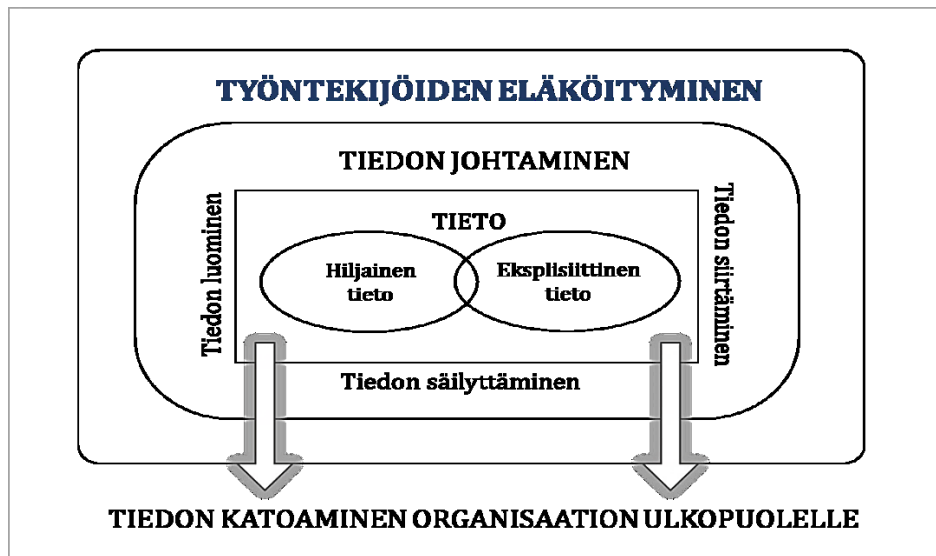 TYÖNTEKIJÖIDEN ELÄKÖITYMINEN
TIEDON JOHTAMINEN
Tiedon luominen
TIETO
Hiljainen
tieto
Eksplisiittinen
tieto
Tiedon siirtäminen
Tiedon säilyttäminen
TIEDON KATOAMINEN ORGANISAATION ULKOPUOLELLE